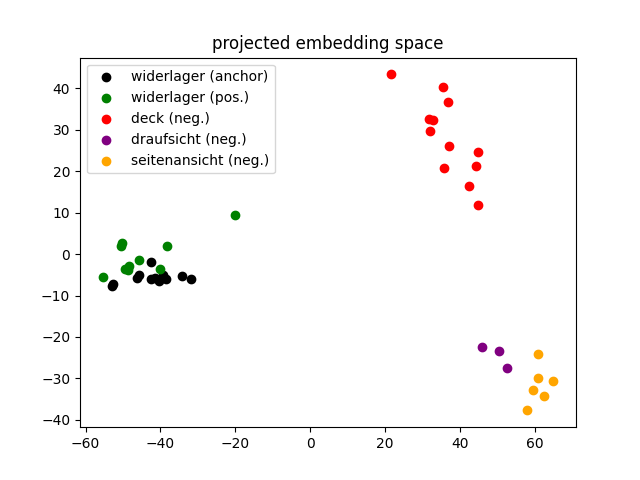 projected embedding space
widerlager (anchor)
widerlager (pos.)
deck (neg.)
draufsicht (neg.)
seitenansicht (neg.)
40
30
20
10
0
−10
−20
−30
−40
−60 −40 −20 0 20 40 60